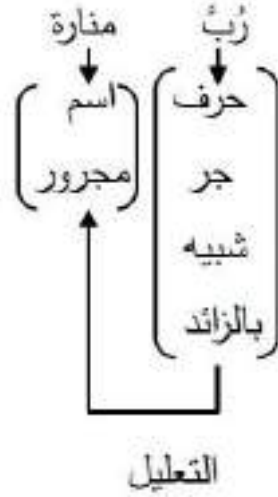 رُبَّ منارة
حرف اسم
جر مجرور
شبيه
بالزائد
التعليل